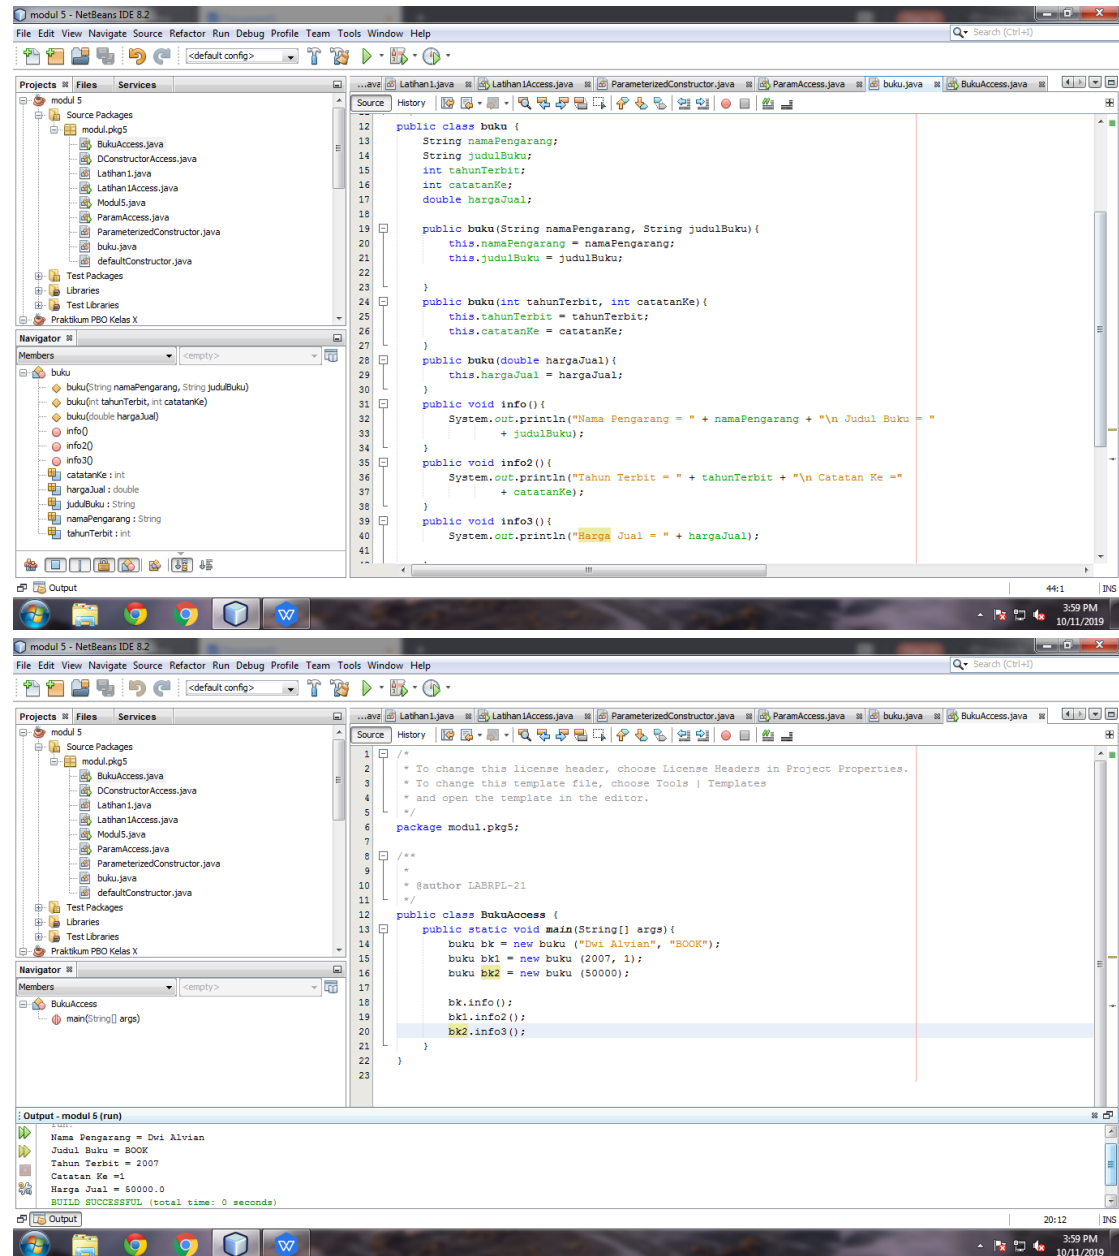 modul 5 - NetBeans IDE 8.2
File Edit View Navigate Source Refactor Run Debug Profile Team Tools Window Help
Search (Ctrl+I)
<default config>
Projects Files Services
modul 5
Source Packages
modul.pkg5
BukuAccess.java
DConstructorAccess.java
Latihan1.java
Latihan1Access.java
Modul5.java
ParamAccess.java
ParameterizedConstructor.java
buku.java
defaultConstructor.java
Test Packages
Libraries
Test Libraries
Praktikum PBO Kelas X
Navigator
Members <empty>
buku
buku(String namaPengarang, String judulBuku)
buku(int tahunTerbit, int catatanKe)
buku(double hargaJual)
info()
info2()
info3()
catatanKe : int
hargaJual : double
judulBuku : String
namaPengarang : String
tahunTerbit : int
...ava Latihan1.java Latihan1Access.java ParameterizedConstructor.java ParamAccess.java buku.java BukuAccess.java
Source History
12 public class buku {
13 String namaPengarang;
14 String judulBuku;
15 int tahunTerbit;
16 int catatanKe;
17 double hargaJual;
18
19 public buku(String namaPengarang, String judulBuku){
20 this.namaPengarang = namaPengarang;
21 this.judulBuku = judulBuku;
22
23 }
24 public buku(int tahunTerbit, int catatanKe){
25 this.tahunTerbit = tahunTerbit;
26 this.catatanKe = catatanKe;
27 }
28 public buku(double hargaJual){
29 this.hargaJual = hargaJual;
30 }
31 public void info(){
32 System.out.println("Nama Pengarang = " + namaPengarang + "\n Judul Buku = "
33 + judulBuku);
34 }
35 public void info2(){
36 System.out.println("Tahun Terbit = " + tahunTerbit + "\n Catatan Ke ="
37 + catatanKe);
38 }
39 public void info3(){
40 System.out.println("Harga Jual = " + hargaJual);
41
Output
44:1 INS
3:59 PM
10/11/2019
modul 5 - NetBeans IDE 8.2
File Edit View Navigate Source Refactor Run Debug Profile Team Tools Window Help
Search (Ctrl+I)
<default config>
Projects Files Services
modul 5
Source Packages
modul.pkg5
BukuAccess.java
DConstructorAccess.java
Latihan1.java
Latihan1Access.java
Modul5.java
ParamAccess.java
ParameterizedConstructor.java
buku.java
defaultConstructor.java
Test Packages
Libraries
Test Libraries
Praktikum PBO Kelas X
Navigator
Members <empty>
BukuAccess
main(String[] args)
...ava Latihan1.java Latihan1Access.java ParameterizedConstructor.java ParamAccess.java buku.java BukuAccess.java
Source History
1 /*
2 * To change this license header, choose License Headers in Project Properties.
3 * To change this template file, choose Tools | Templates
4 * and open the template in the editor.
5 */
6 package modul.pkg5;
7
8 /**
9 *
10 * @author LABRPL-21
11 */
12 public class BukuAccess {
13 public static void main(String[] args){
14 buku bk = new buku ("Dwi Alvian", "BOOK");
15 buku bk1 = new buku (2007, 1);
16 buku bk2 = new buku (50000);
17
18 bk.info();
19 bk1.info2();
20 bk2.info3();
21 }
22 }
23
Output - modul 5 (run)
Nama Pengarang = Dwi Alvian
Judul Buku = BOOK
Tahun Terbit = 2007
Catatan Ke =1
Harga Jual = 50000.0
BUILD SUCCESSFUL (total time: 0 seconds)
Output
20:12 INS
3:59 PM
10/11/2019